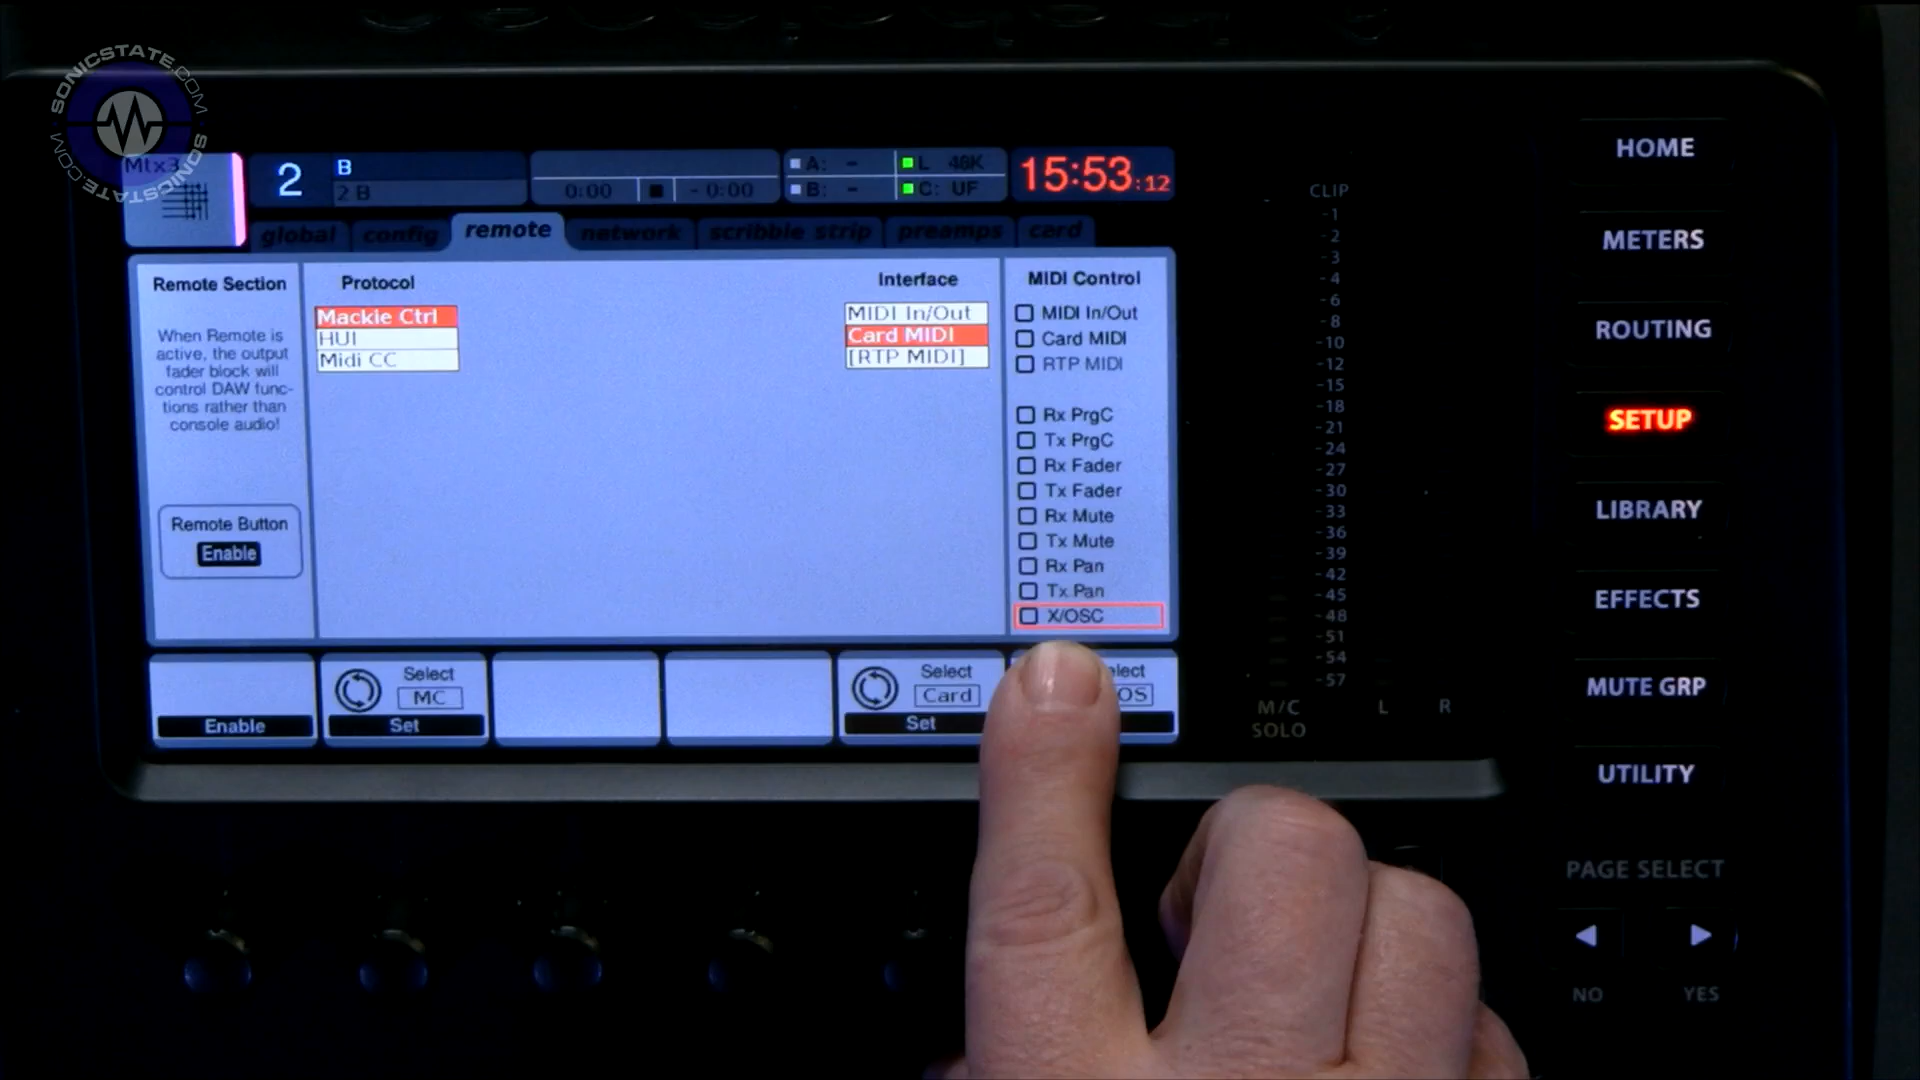 SONICSTATE.COM
SONICSTATE.COM
Mtx3
2
B
2 B
0:00
- 0:00
A: -
B: -
L 48K
C: UF
15:53:12
global
config
remote
network
scribble strip
preamps
card
Remote Section
When Remote is
active, the output
fader block will
control DAW func-
tions rather than
console audio!
Remote Button
Enable
Protocol
Mackie Ctrl
HUI
Midi CC
Interface
MIDI In/Out
Card MIDI
[RTP MIDI]
MIDI Control
MIDI In/Out
Card MIDI
RTP MIDI
Rx PrgC
Tx PrgC
Rx Fader
Tx Fader
Rx Mute
Tx Mute
Rx Pan
Tx Pan
X/OSC
Enable
Select
MC
Set
Select
Card
Set
CLIP
-1
-2
-3
-4
-6
-8
-10
-12
-15
-18
-21
-24
-27
-30
-33
-36
-39
-42
-45
-48
-51
-54
-57
M/C
SOLO
L
R
HOME
METERS
ROUTING
SETUP
LIBRARY
EFFECTS
MUTE GRP
UTILITY
PAGE SELECT
NO
YES